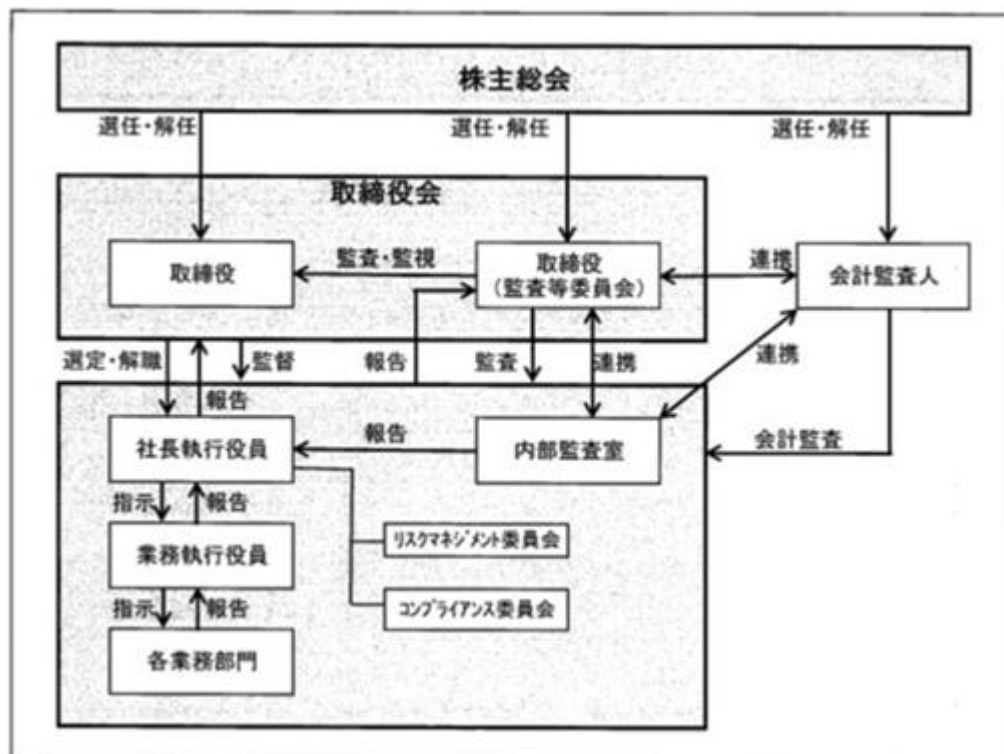 株主総会
選任・解任
選任・解任
選任・解任
取締役会
取締役
監査・監視
取締役
(監査等委員会)
連携
会計監査人
選定・解職
監督
報告
監査
連携
連携
報告
社長執行役員
報告
内部監査室
会計監査
指示
報告
業務執行役員
リスクマネジメント委員会
指示
報告
コンプライアンス委員会
各業務部門